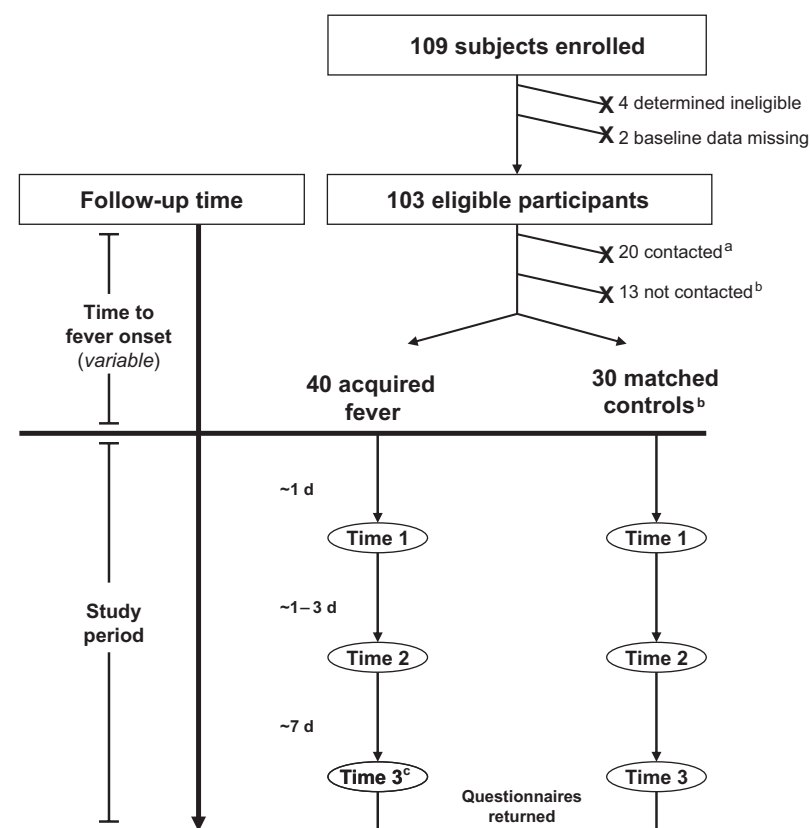 109 subjects enrolled
X 4 determined ineligible
X 2 baseline data missing
Follow-up time
103 eligible participants
X 20 contacted a
X 13 not contacted b
Time to
fever onset
(variable)
40 acquired
fever
30 matched
controls b
~1 d
Time 1
Time 1
~1–3 d
Study
period
Time 2
Time 2
~7 d
Time 3 c
Time 3
Questionnaires
returned